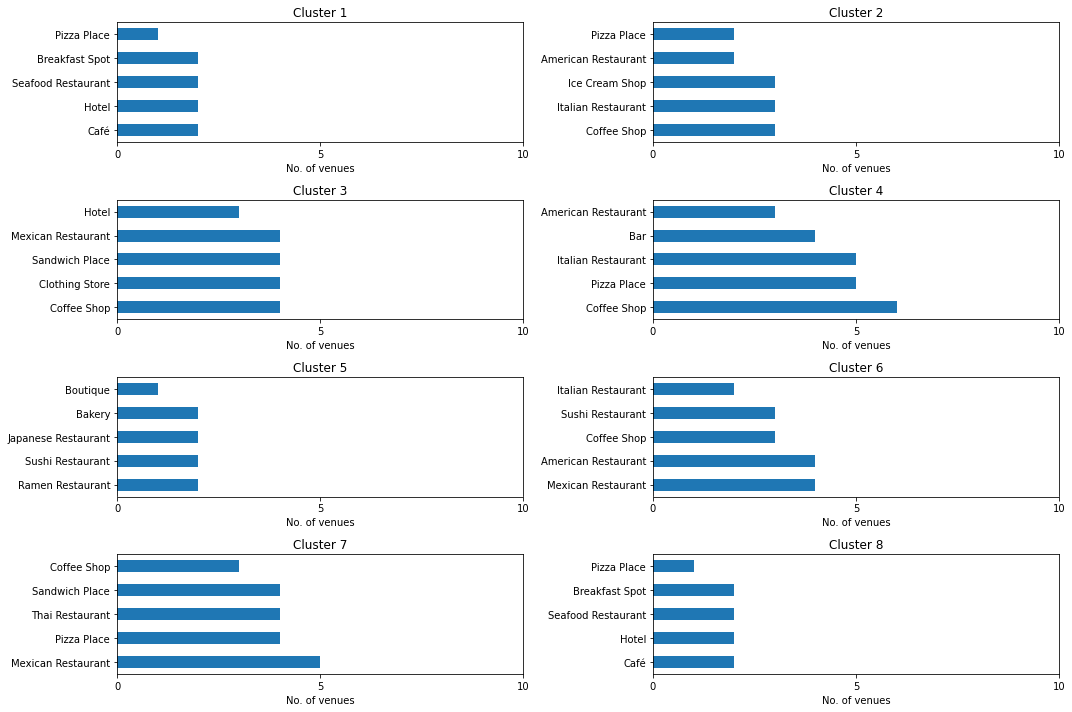 Cluster 1
Pizza Place
Breakfast Spot
Seafood Restaurant
Hotel
Café
0 5 10
No. of venues
Cluster 2
Pizza Place
American Restaurant
Ice Cream Shop
Italian Restaurant
Coffee Shop
0 5 10
No. of venues
Cluster 3
Hotel
Mexican Restaurant
Sandwich Place
Clothing Store
Coffee Shop
0 5 10
No. of venues
Cluster 4
American Restaurant
Bar
Italian Restaurant
Pizza Place
Coffee Shop
0 5 10
No. of venues
Cluster 5
Boutique
Bakery
Japanese Restaurant
Sushi Restaurant
Ramen Restaurant
0 5 10
No. of venues
Cluster 6
Italian Restaurant
Sushi Restaurant
Coffee Shop
American Restaurant
Mexican Restaurant
0 5 10
No. of venues
Cluster 7
Coffee Shop
Sandwich Place
Thai Restaurant
Pizza Place
Mexican Restaurant
0 5 10
No. of venues
Cluster 8
Pizza Place
Breakfast Spot
Seafood Restaurant
Hotel
Café
0 5 10
No. of venues